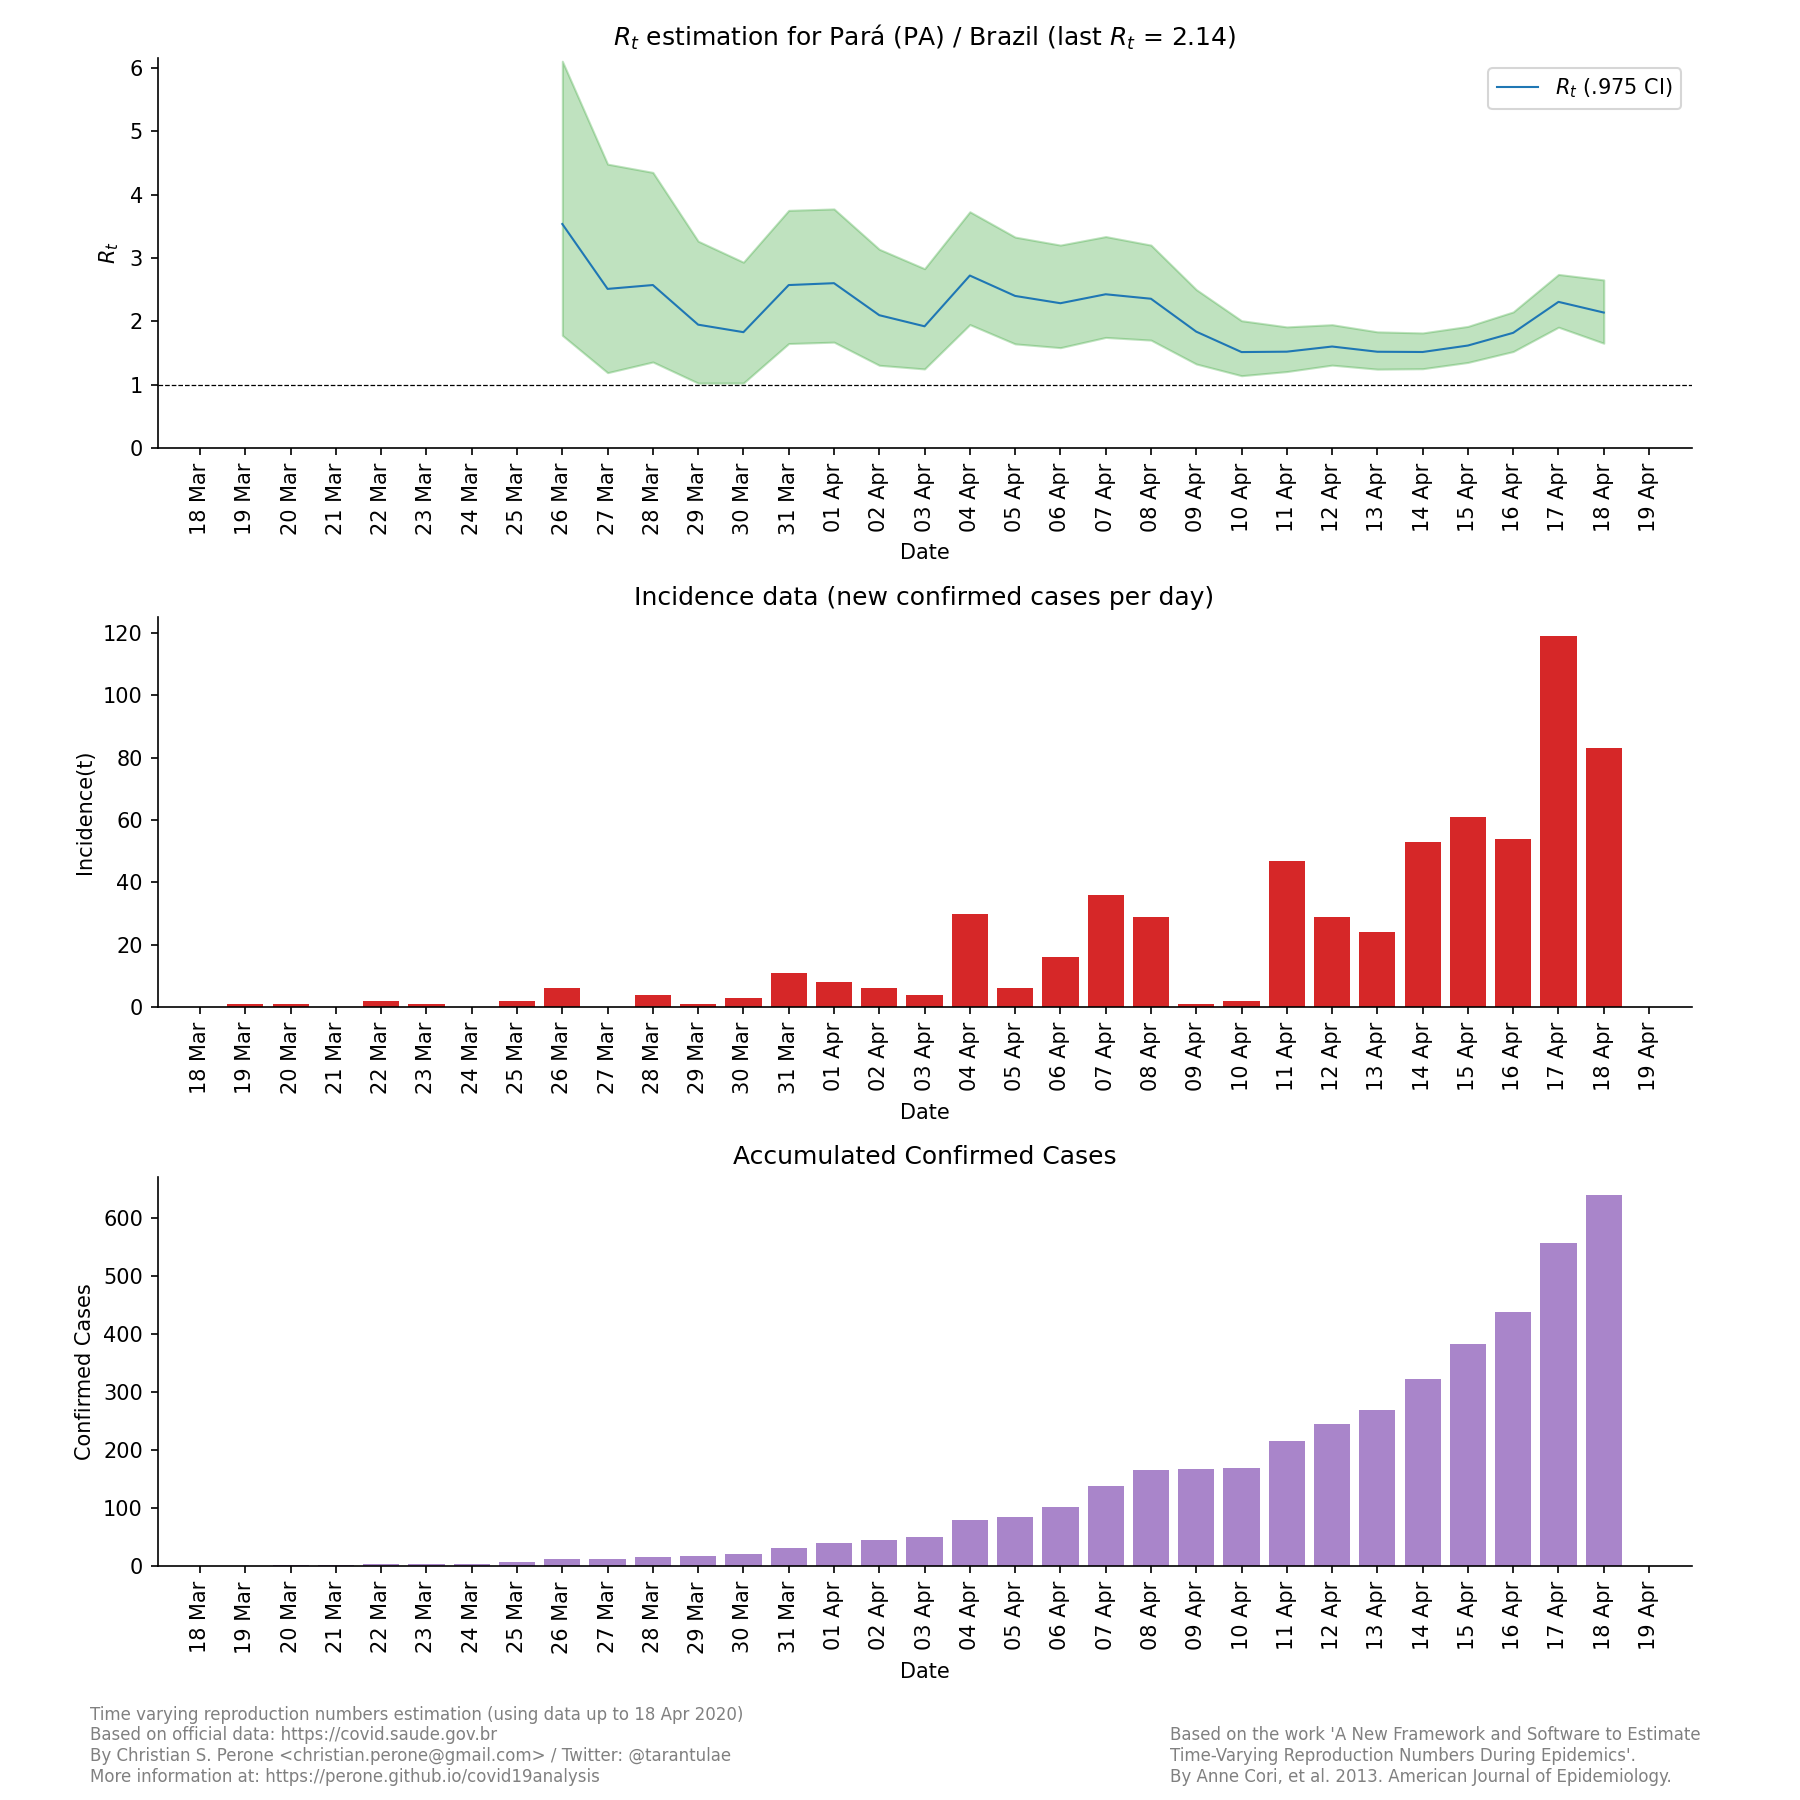 Rt estimation for Pará (PA) / Brazil (last Rt = 2.14)
Rt (.975 CI)
Rt
6
5
4
3
2
1
0
18 Mar 19 Mar 20 Mar 21 Mar 22 Mar 23 Mar 24 Mar 25 Mar 26 Mar 27 Mar 28 Mar 29 Mar 30 Mar 31 Mar 01 Apr 02 Apr 03 Apr 04 Apr 05 Apr 06 Apr 07 Apr 08 Apr 09 Apr 10 Apr 11 Apr 12 Apr 13 Apr 14 Apr 15 Apr 16 Apr 17 Apr 18 Apr 19 Apr
Date
Incidence data (new confirmed cases per day)
Incidence(t)
120
100
80
60
40
20
0
18 Mar 19 Mar 20 Mar 21 Mar 22 Mar 23 Mar 24 Mar 25 Mar 26 Mar 27 Mar 28 Mar 29 Mar 30 Mar 31 Mar 01 Apr 02 Apr 03 Apr 04 Apr 05 Apr 06 Apr 07 Apr 08 Apr 09 Apr 10 Apr 11 Apr 12 Apr 13 Apr 14 Apr 15 Apr 16 Apr 17 Apr 18 Apr 19 Apr
Date
Accumulated Confirmed Cases
Confirmed Cases
600
500
400
300
200
100
0
18 Mar 19 Mar 20 Mar 21 Mar 22 Mar 23 Mar 24 Mar 25 Mar 26 Mar 27 Mar 28 Mar 29 Mar 30 Mar 31 Mar 01 Apr 02 Apr 03 Apr 04 Apr 05 Apr 06 Apr 07 Apr 08 Apr 09 Apr 10 Apr 11 Apr 12 Apr 13 Apr 14 Apr 15 Apr 16 Apr 17 Apr 18 Apr 19 Apr
Date
Time varying reproduction numbers estimation (using data up to 18 Apr 2020)
Based on official data: https://covid.saude.gov.br
By Christian S. Perone <christian.perone@gmail.com> / Twitter: @tarantulae
More information at: https://perone.github.io/covid19analysis
Based on the work 'A New Framework and Software to Estimate
Time-Varying Reproduction Numbers During Epidemics'.
By Anne Cori, et al. 2013. American Journal of Epidemiology.